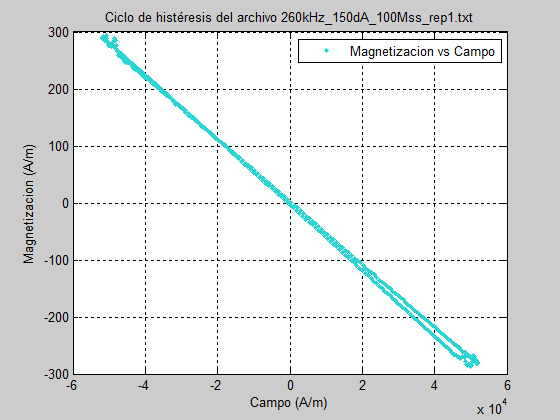 Ciclo de histéresis del archivo 260kHz_150dA_100Mss_rep1.txt
Magnetizacion vs Campo
Magnetizacion (A/m)
300
200
100
0
-100
-200
-300
-6
-4
-2
0
2
4
6
x 10^4
Campo (A/m)